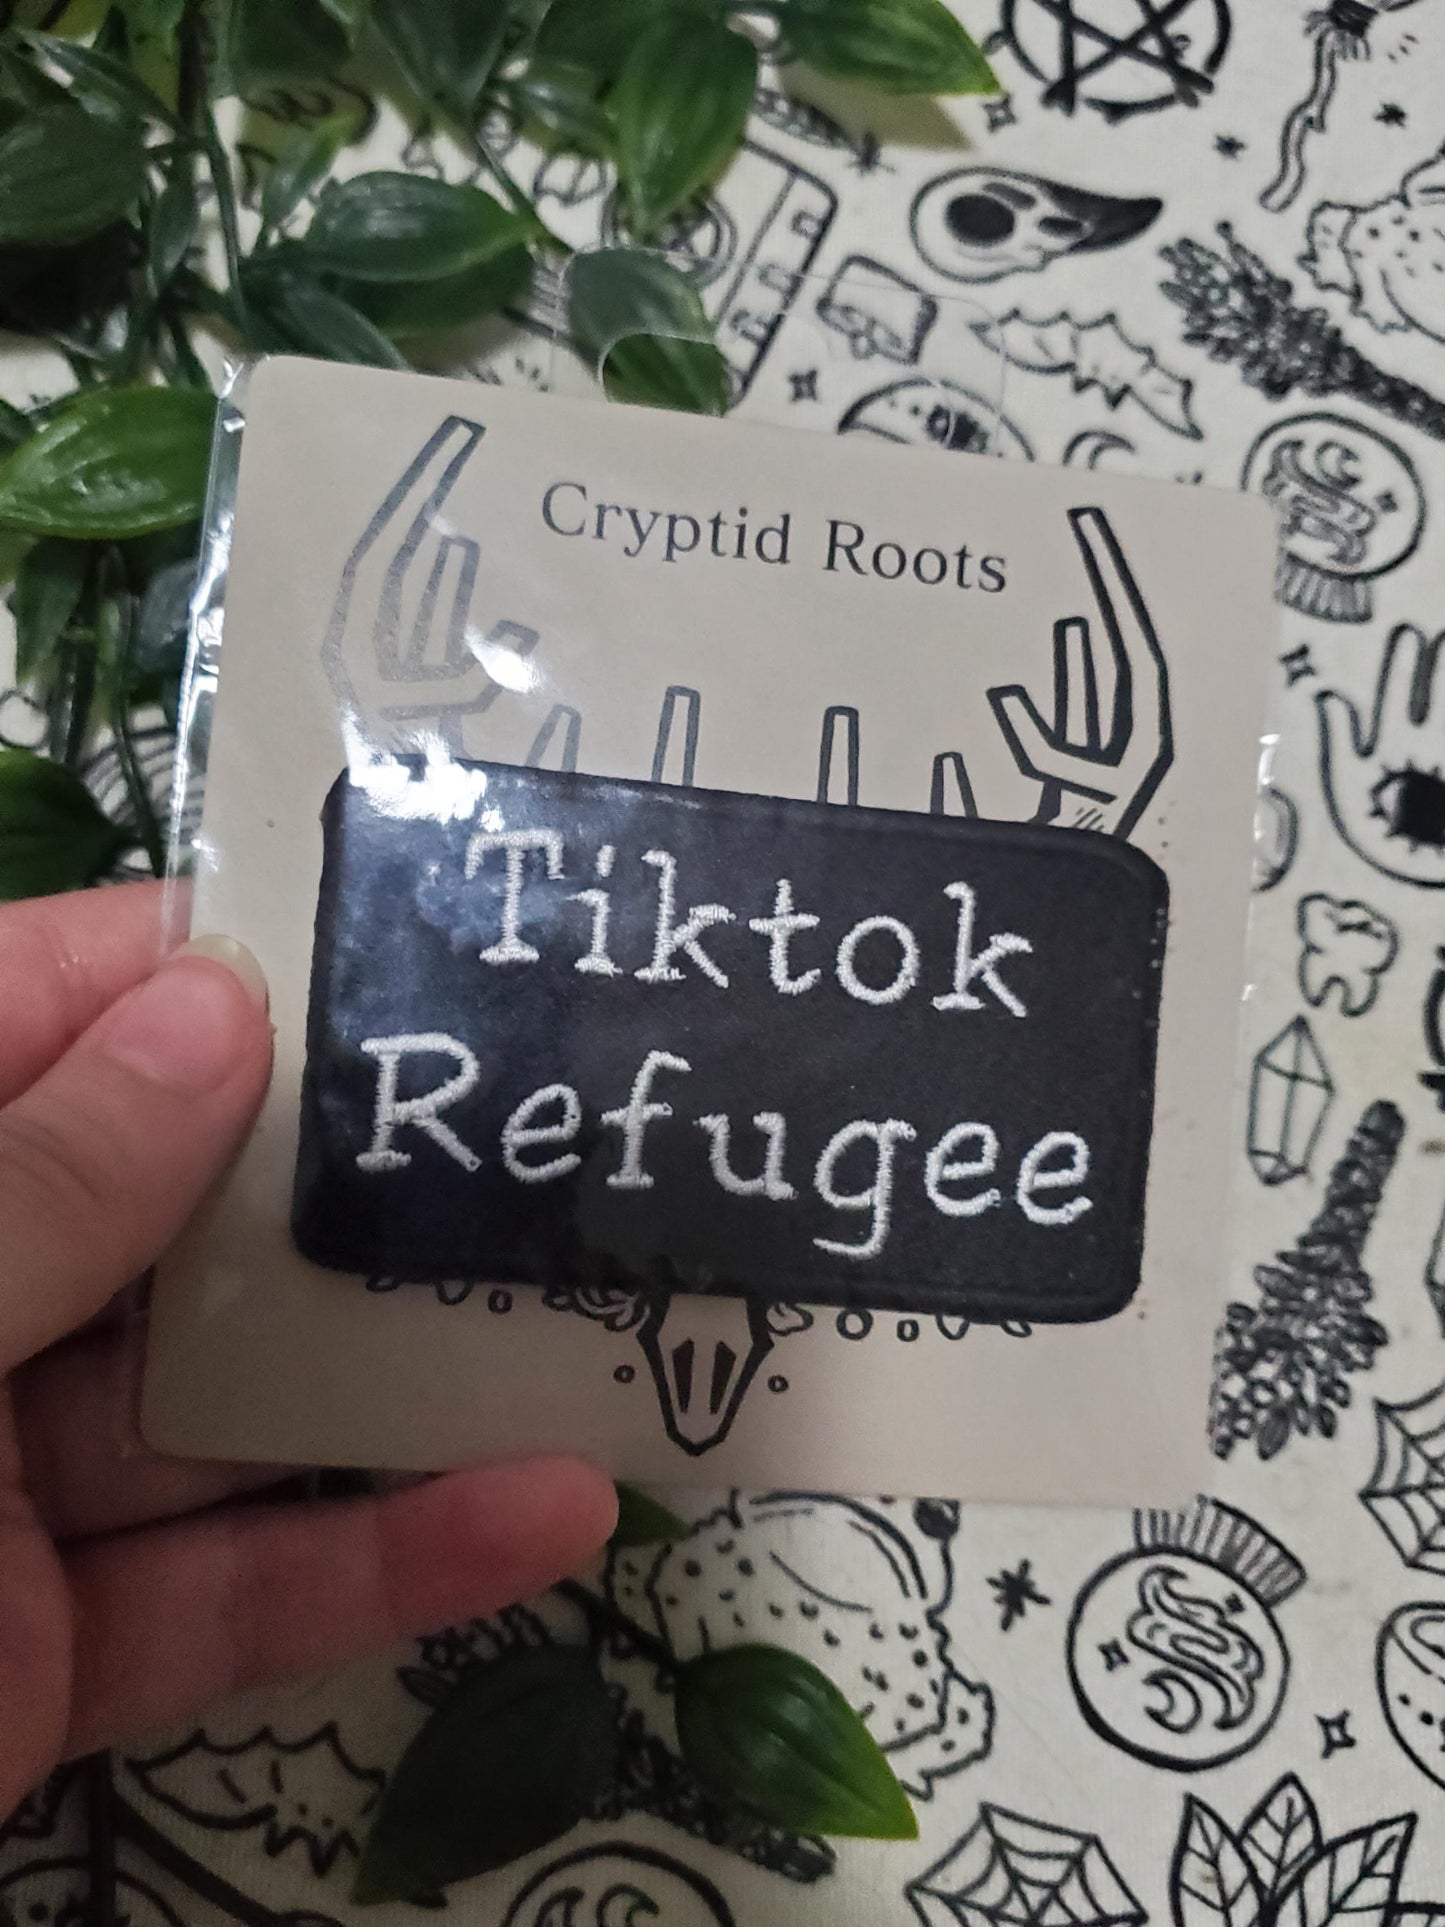 Cryptid Roots
Tiktok
Refugee